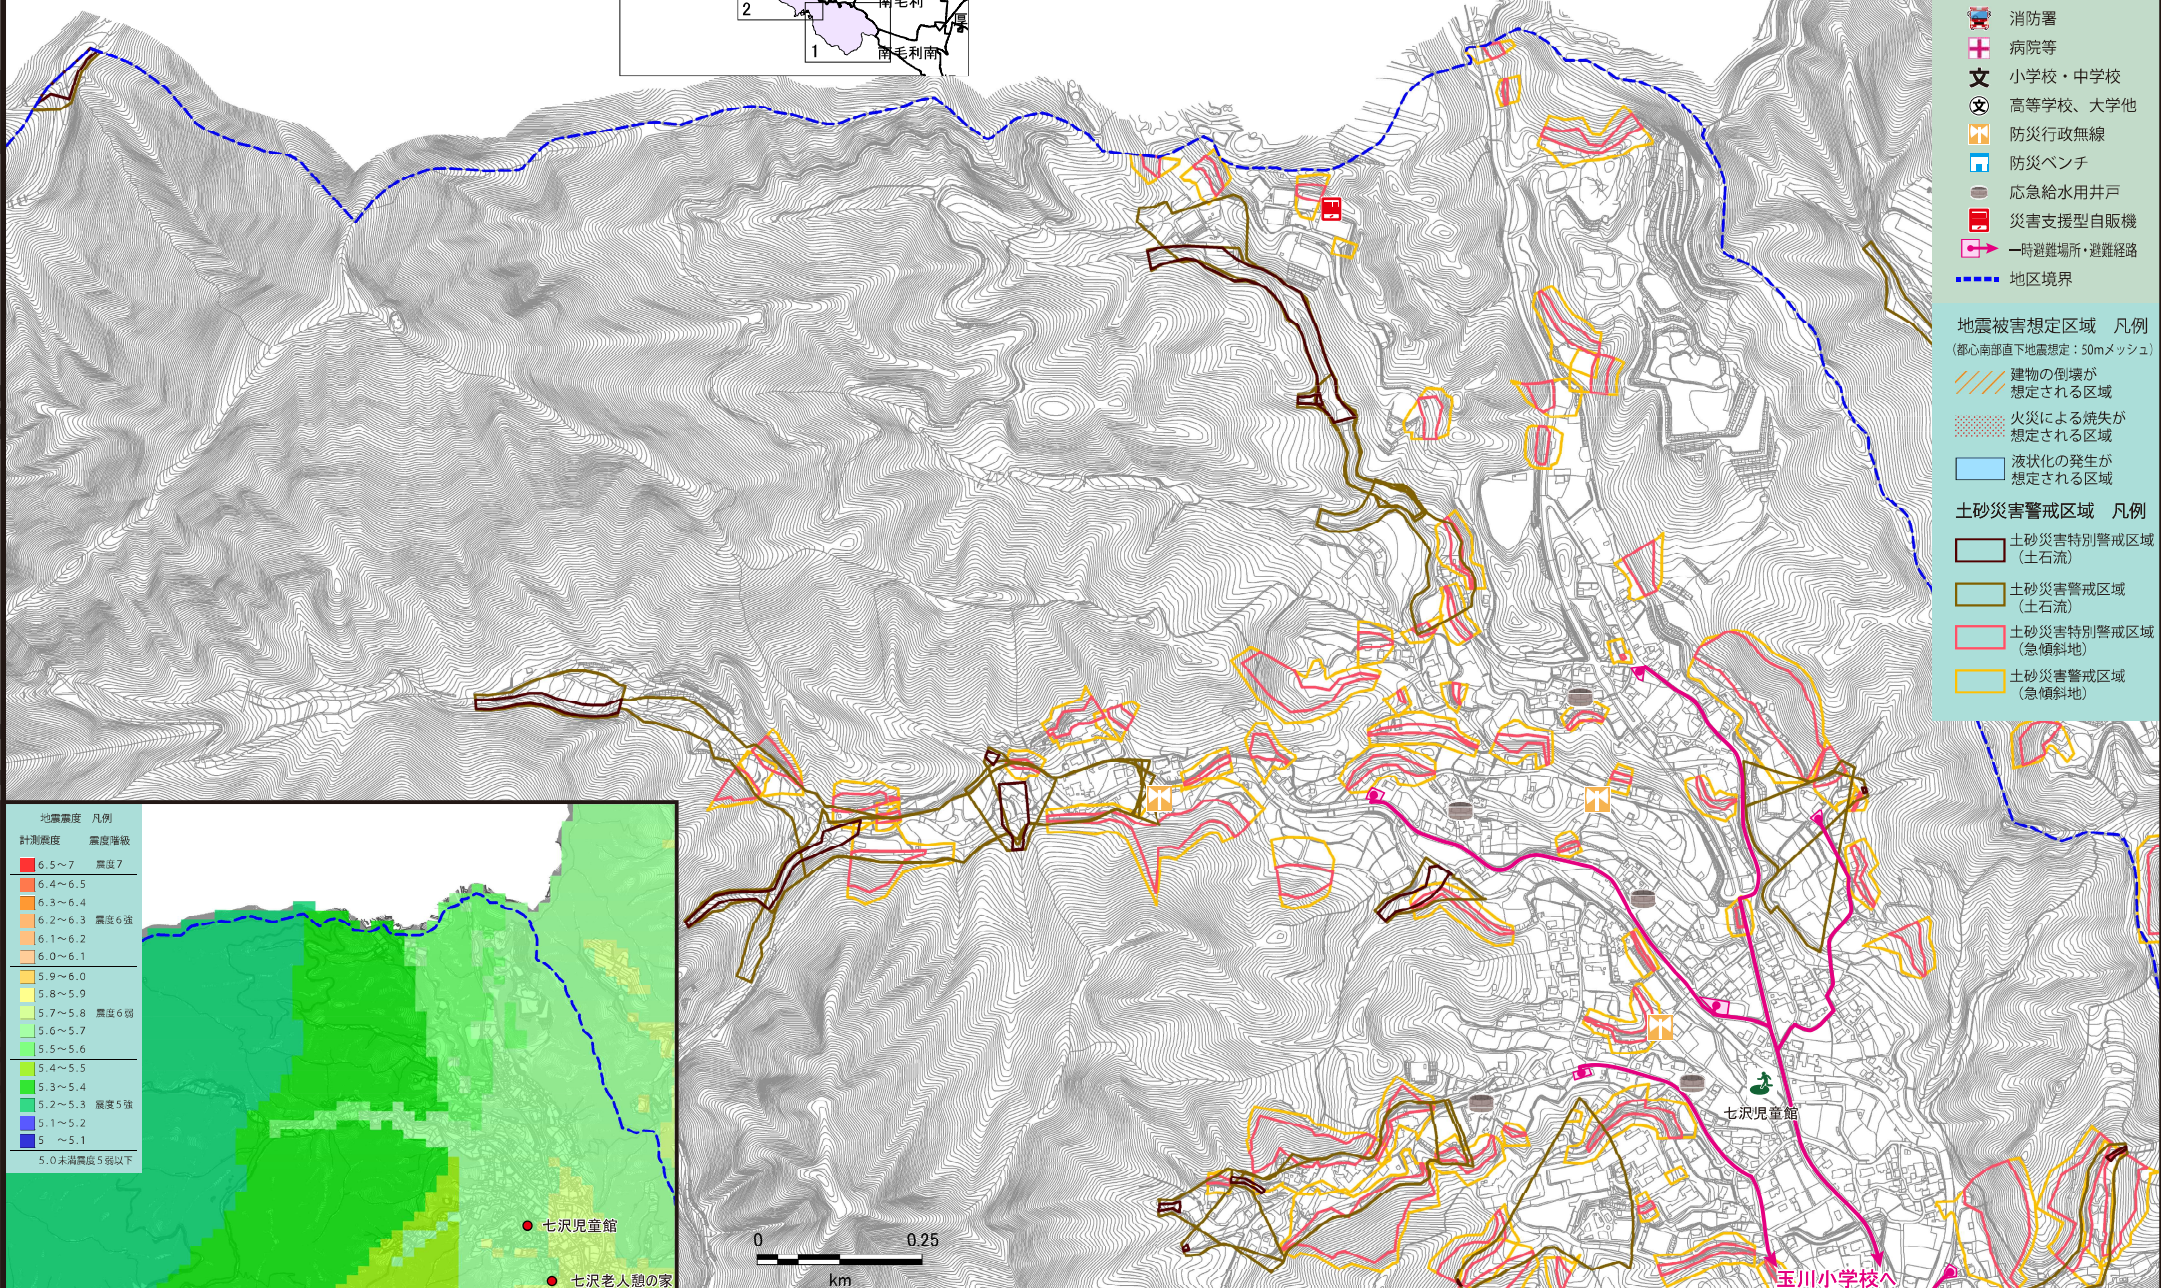 2
1
南毛利
厚
南毛利南
消防署
病院等
文 小学校・中学校
文 高等学校、大学他
防災行政無線
防災ベンチ
応急給水用井戸
災害支援型自販機
一時避難場所・避難経路
地区境界
地震被害想定区域　凡例
（都心南部直下地震想定：50mメッシュ）
建物の倒壊が
想定される区域
火災による焼失が
想定される区域
液状化の発生が
想定される区域
土砂災害警戒区域　凡例
土砂災害特別警戒区域
（土石流）
土砂災害警戒区域
（土石流）
土砂災害特別警戒区域
（急傾斜地）
土砂災害警戒区域
（急傾斜地）
地震震度　凡例
計測震度　震度階級
6.5～7　震度7
6.4～6.5
6.3～6.4
6.2～6.3　震度6強
6.1～6.2
6.0～6.1
5.9～6.0
5.8～5.9
5.7～5.8　震度6弱
5.6～5.7
5.5～5.6
5.4～5.5
5.3～5.4
5.2～5.3　震度5強
5.1～5.2
5　～5.1
5.0未満震度5弱以下
七沢児童館
七沢老人憩の家
0　0.25
km
七沢児童館
玉川小学校へ